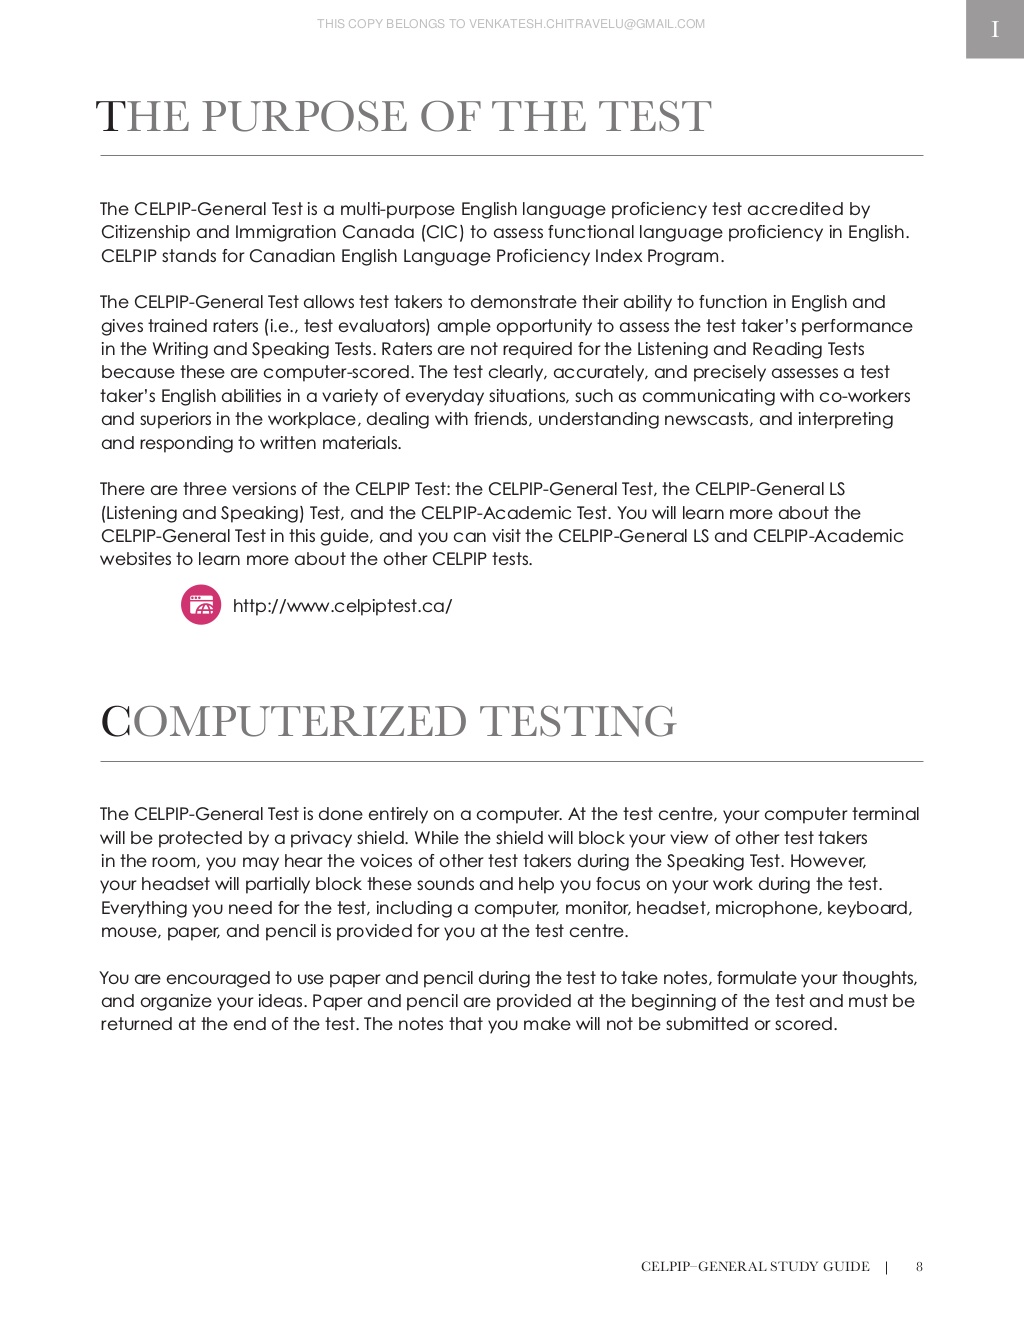 THIS COPY BELONGS TO VENKATESH.CHITRAVELU@GMAIL.COM
I
THE PURPOSE OF THE TEST
The CELPIP-General Test is a multi-purpose English language proficiency test accredited by
Citizenship and Immigration Canada (CIC) to assess functional language proficiency in English.
CELPIP stands for Canadian English Language Proficiency Index Program.
The CELPIP-General Test allows test takers to demonstrate their ability to function in English and
gives trained raters (i.e., test evaluators) ample opportunity to assess the test taker’s performance
in the Writing and Speaking Tests. Raters are not required for the Listening and Reading Tests
because these are computer-scored. The test clearly, accurately, and precisely assesses a test
taker’s English abilities in a variety of everyday situations, such as communicating with co-workers
and superiors in the workplace, dealing with friends, understanding newscasts, and interpreting
and responding to written materials.
There are three versions of the CELPIP Test: the CELPIP-General Test, the CELPIP-General LS
(Listening and Speaking) Test, and the CELPIP-Academic Test. You will learn more about the
CELPIP-General Test in this guide, and you can visit the CELPIP-General LS and CELPIP-Academic
websites to learn more about the other CELPIP tests.
http://www.celpiptest.ca/
COMPUTERIZED TESTING
The CELPIP-General Test is done entirely on a computer. At the test centre, your computer terminal
will be protected by a privacy shield. While the shield will block your view of other test takers
in the room, you may hear the voices of other test takers during the Speaking Test. However,
your headset will partially block these sounds and help you focus on your work during the test.
Everything you need for the test, including a computer, monitor, headset, microphone, keyboard,
mouse, paper, and pencil is provided for you at the test centre.
You are encouraged to use paper and pencil during the test to take notes, formulate your thoughts,
and organize your ideas. Paper and pencil are provided at the beginning of the test and must be
returned at the end of the test. The notes that you make will not be submitted or scored.
CELPIP–GENERAL STUDY GUIDE | 8